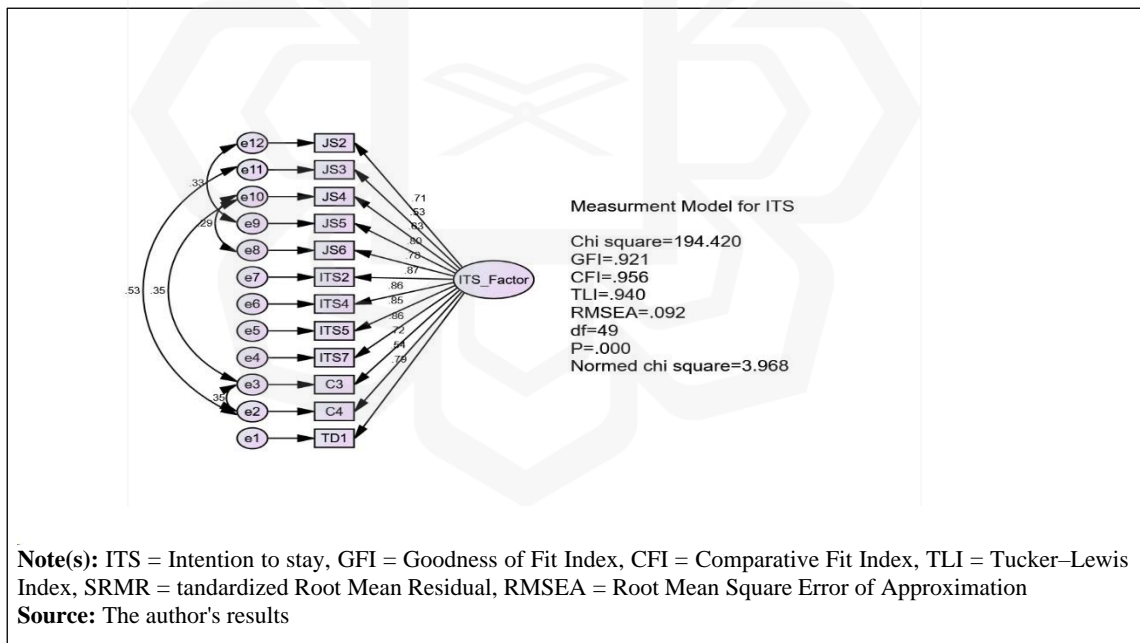 e12 JS2
e11 JS3
e10 JS4
e9 JS5
e8 JS6
e7 ITS2
e6 ITS4
e5 ITS5
e4 ITS7
e3 C3
e2 C4
e1 TD1
.33
.29
.53
.35
.35
.71
.53
.63
.80
.78
.87
.86
.85
.86
.72
.54
.79
ITS_Factor
Measurment Model for ITS
Chi square=194.420
GFI=.921
CFI=.956
TLI=.940
RMSEA=.092
df=49
P=.000
Normed chi square=3.968
Note(s): ITS = Intention to stay, GFI = Goodness of Fit Index, CFI = Comparative Fit Index, TLI = Tucker–Lewis
Index, SRMR = tandardized Root Mean Residual, RMSEA = Root Mean Square Error of Approximation
Source: The author's results